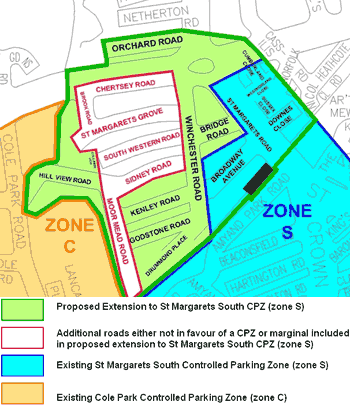 NETHERTON
RD
ORCHARD ROAD
CHERTSEY ROAD
ST MARGARETS GROVE
SOUTH WESTERN ROAD
SIDNEY ROAD
WINCHESTER ROAD
BRIDGE
ROAD
ST MARGARETS ROAD
DOWNES
CLOSE
BROADWAY
AVENUE
HILL VIEW ROAD
MOOR MEAD ROAD
KENLEY ROAD
GODSTONE ROAD
DRUMMOND PLACE
COLE PARK ROAD
ZONE
C
ZONE
S
AMYAND PARK ROAD
BEACONSFIELD
HARTINGTON RD
CROWN
Proposed Extension to St Margarets South CPZ (zone S)
Additional roads either not in favour of a CPZ or marginal included
in proposed extension to St Margarets South CPZ (zone S)
Existing St Margarets South Controlled Parking Zone (zone S)
Existing Cole Park Controlled Parking Zone (zone C)